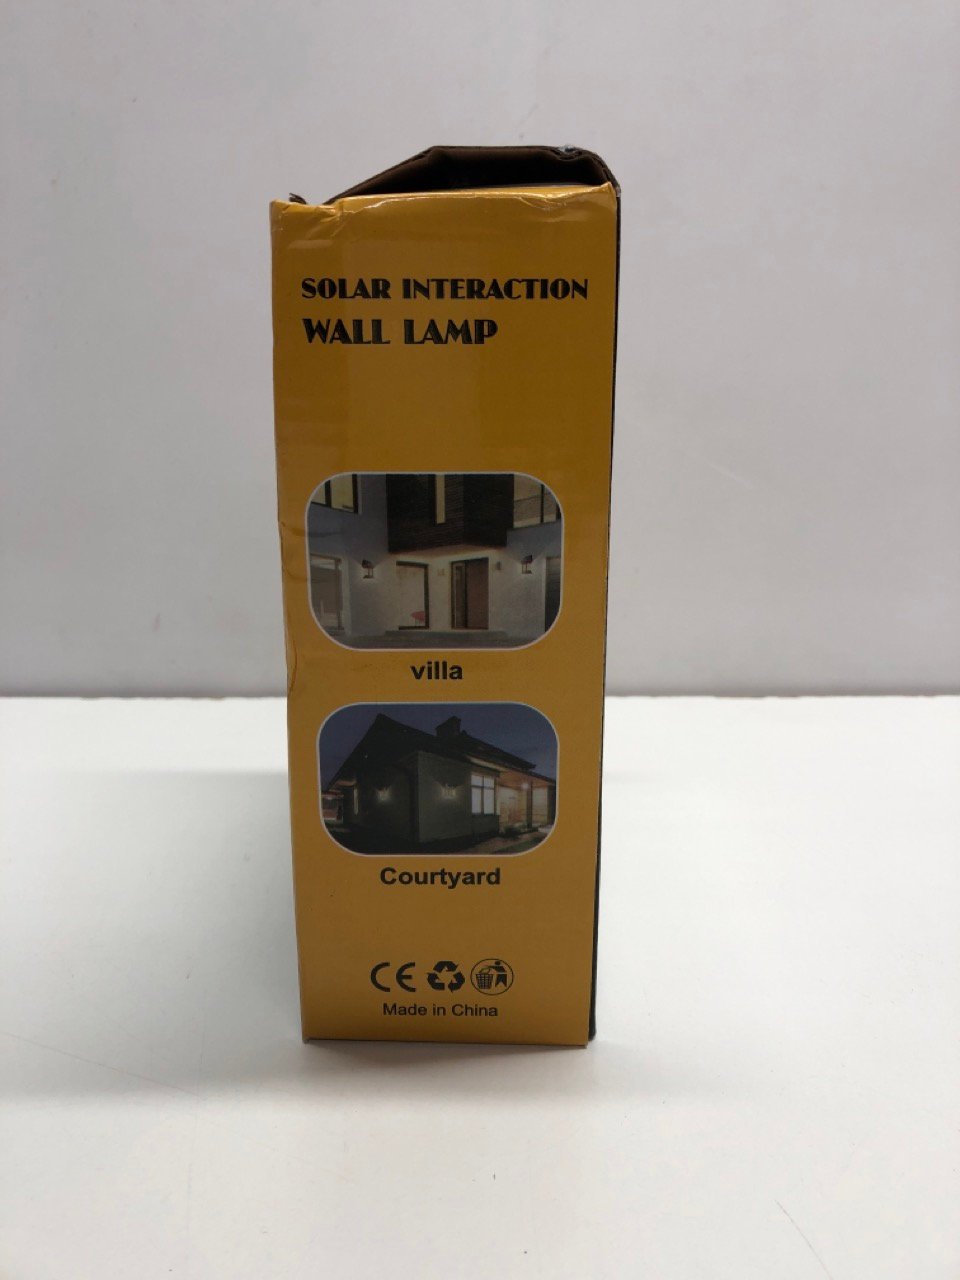 SOLAR INTERACTION
WALL LAMP
villa
Courtyard
CE
Made in China